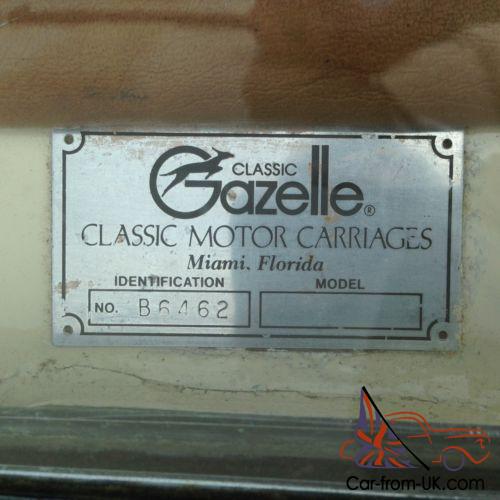 CLASSIC
Gazelle®
CLASSIC MOTOR CARRIAGES
Miami, Florida
IDENTIFICATION MODEL
NO. B6462
Car-from-UK.com